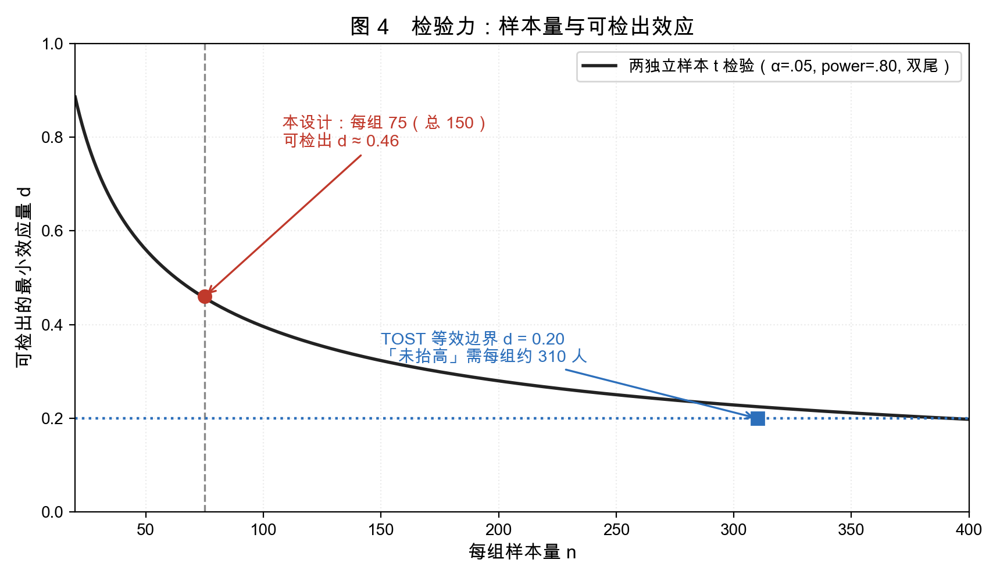 图 4　检验力：样本量与可检出效应
两独立样本 t 检验（α=.05, power=.80, 双尾）
本设计：每组 75（总 150）
可检出 d ≈ 0.46
TOST 等效边界 d = 0.20
「未抬高」需每组约 310 人
可检出的最小效应量 d
1.0
0.8
0.6
0.4
0.2
0.0
50 100 150 200 250 300 350 400
每组样本量 n